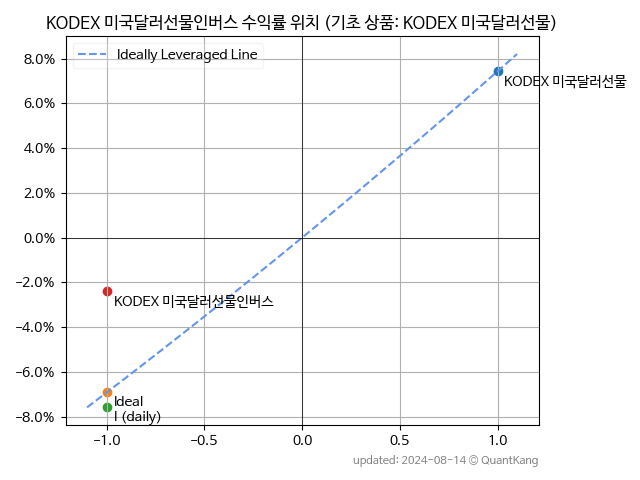 KODEX 미국달러선물인버스 수익률 위치 (기초 상품: KODEX 미국달러선물)
Ideally Leveraged Line
8.0%
6.0%
4.0%
2.0%
0.0%
-2.0%
-4.0%
-6.0%
-8.0%
KODEX 미국달러선물
KODEX 미국달러선물인버스
Ideal
I (daily)
-1.0
-0.5
0.0
0.5
1.0
updated: 2024-08-14 © QuantKang